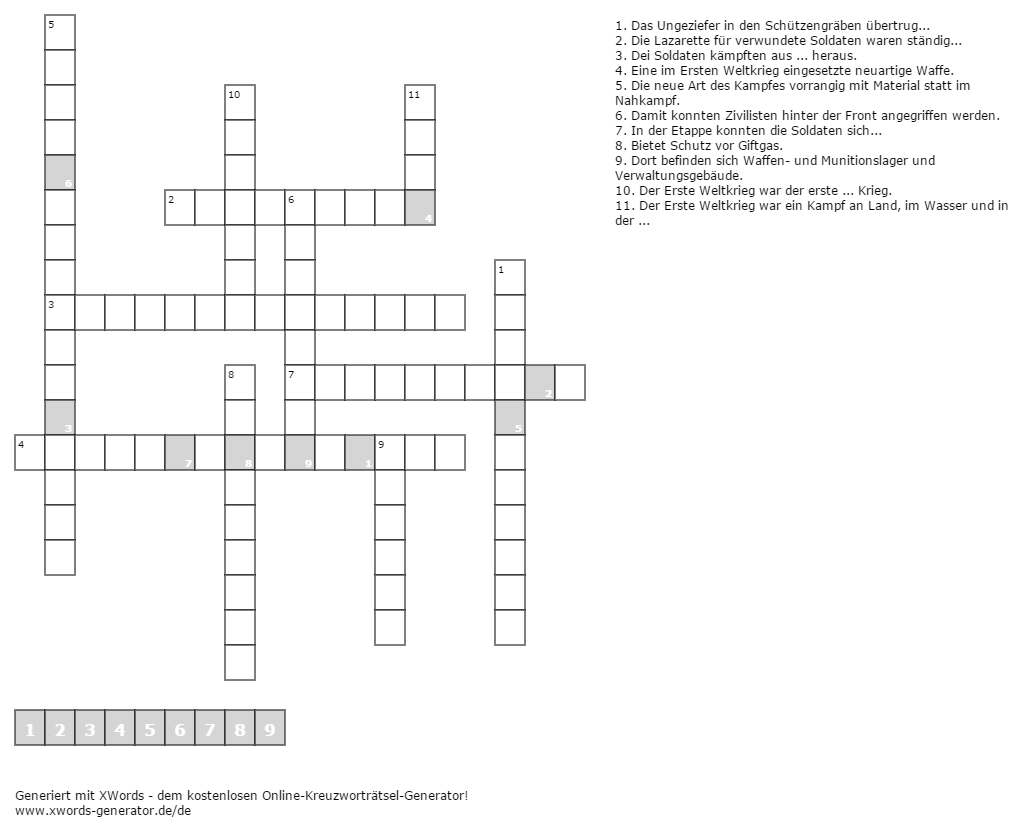 5
10
11
6
2
6
4
1
3
8
7
2
3
5
4
7
8
9
1
9
1 2 3 4 5 6 7 8 9
1. Das Ungeziefer in den Schützengräben übertrug...
2. Die Lazarette für verwundete Soldaten waren ständig...
3. Dei Soldaten kämpften aus ... heraus.
4. Eine im Ersten Weltkrieg eingesetzte neuartige Waffe.
5. Die neue Art des Kampfes vorrangig mit Material statt im
Nahkampf.
6. Damit konnten Zivilisten hinter der Front angegriffen werden.
7. In der Etappe konnten die Soldaten sich...
8. Bietet Schutz vor Giftgas.
9. Dort befinden sich Waffen- und Munitionslager und
Verwaltungsgebäude.
10. Der Erste Weltkrieg war der erste ... Krieg.
11. Der Erste Weltkrieg war ein Kampf an Land, im Wasser und in
der ...
Generiert mit XWords - dem kostenlosen Online-Kreuzworträtsel-Generator!
www.xwords-generator.de/de